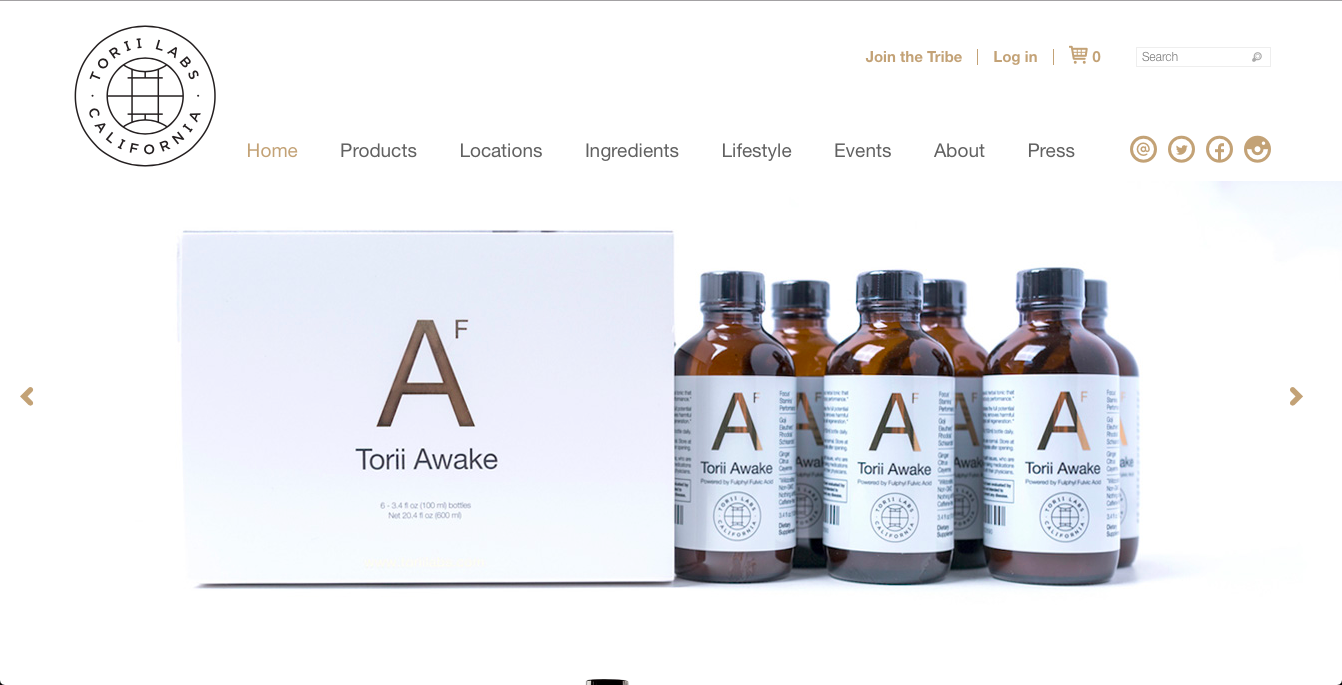 TORII LABS
· CALIFORNIA ·
Join the Tribe
Log in
0
Search
Home
Products
Locations
Ingredients
Lifestyle
Events
About
Press
A F
Torii Awake
6 - 3.4 fl oz (100 ml) bottles
Net 20.4 fl oz (600 ml)
A F
Torii Awake
Powered by Fulphyl Fulvic Acid
TORII LABS
CALIFORNIA
A F
Torii Awake
Powered by Fulphyl Fulvic Acid
TORII LABS
CALIFORNIA
A F
Torii Awake
Powered by Fulphyl Fulvic Acid
TORII LABS
CALIFORNIA